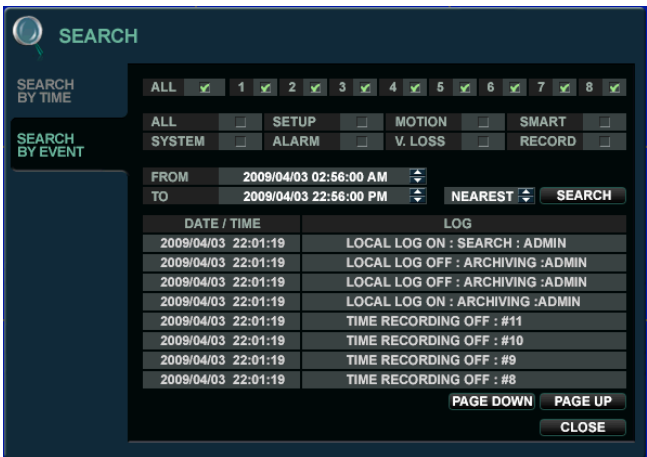 SEARCH
SEARCH
BY TIME
SEARCH
BY EVENT
ALL 1 2 3 4 5 6 7 8
ALL SETUP MOTION SMART
SYSTEM ALARM V. LOSS RECORD
FROM 2009/04/03 02:56:00 AM
TO 2009/04/03 22:56:00 PM NEAREST SEARCH
DATE / TIME LOG
2009/04/03 22:01:19 LOCAL LOG ON : SEARCH : ADMIN
2009/04/03 22:01:19 LOCAL LOG OFF : ARCHIVING :ADMIN
2009/04/03 22:01:19 LOCAL LOG OFF : ARCHIVING :ADMIN
2009/04/03 22:01:19 LOCAL LOG ON : ARCHIVING :ADMIN
2009/04/03 22:01:19 TIME RECORDING OFF : #11
2009/04/03 22:01:19 TIME RECORDING OFF : #10
2009/04/03 22:01:19 TIME RECORDING OFF : #9
2009/04/03 22:01:19 TIME RECORDING OFF : #8
PAGE DOWN PAGE UP
CLOSE